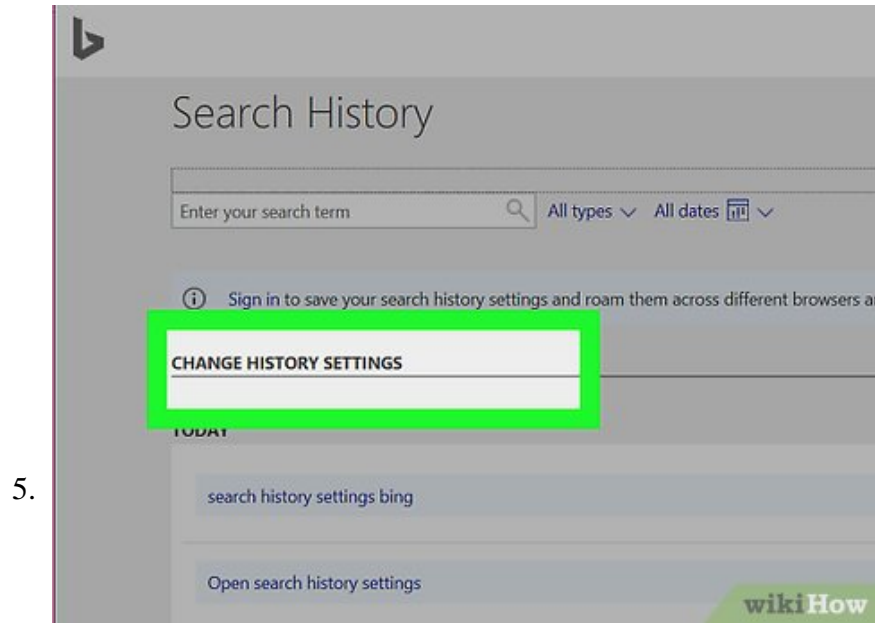 Search History
Enter your search term All types All dates
Sign in to save your search history settings and roam them across different browsers
CHANGE HISTORY SETTINGS
TODAY
5.
search history settings bing
Open search history settings
wikiHow